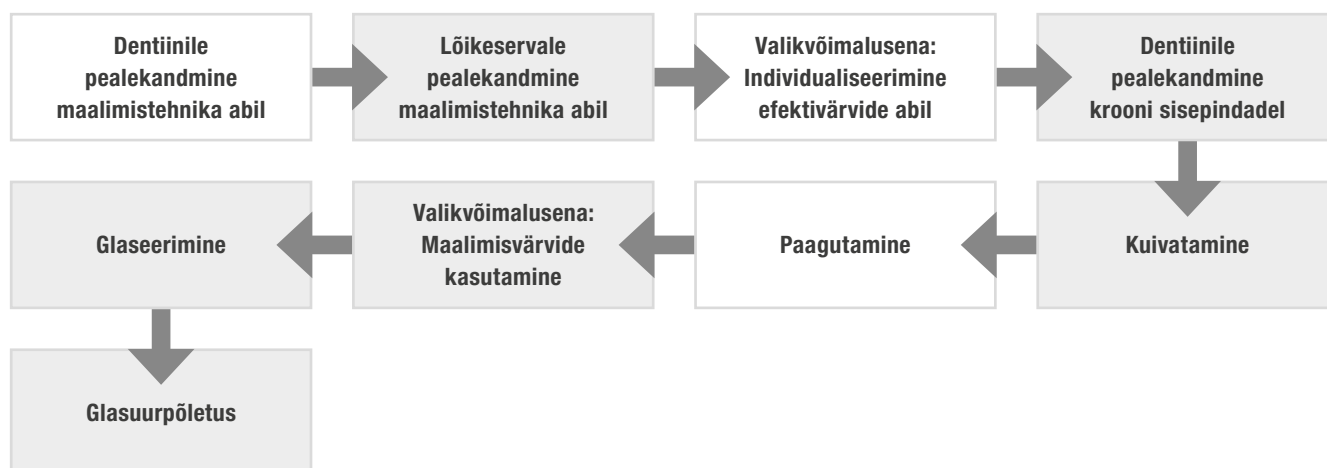 Dentiinile
pealekandmine
maalimistehnika abil
Lõikeservale
pealekandmine
maalimistehnika abil
Valikvõimalusena:
Individualiseerimine
efektivärvide abil
Dentiinile
pealekandmine
krooni sisepindadel
Kuivatamine
Paagutamine
Valikvõimalusena:
Maalimisvärvide
kasutamine
Glaseerimine
Glasuurpõletus